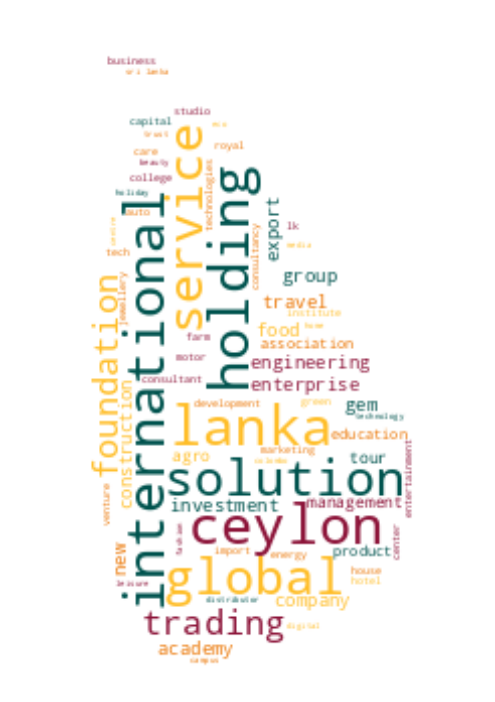 business
sri lanka
studio
capital
eco
trust
royal
care
beauty
college
service
technologies
holding
holiday
international
export
auto
lk
centre
consultancy
media
tech
group
jewellery
foundation
travel
institute
food
home
farm
association
motor
engineering
consultant
enterprise
construction
development
green
gem
technology
lanka
education
marketing
agro
tour
colombo
solution
entertainment
venture
investment
management
ceylon
fashion
center
new
import
energy
product
global
house
leisure
hotel
distributor
company
trading
digital
academy
campus